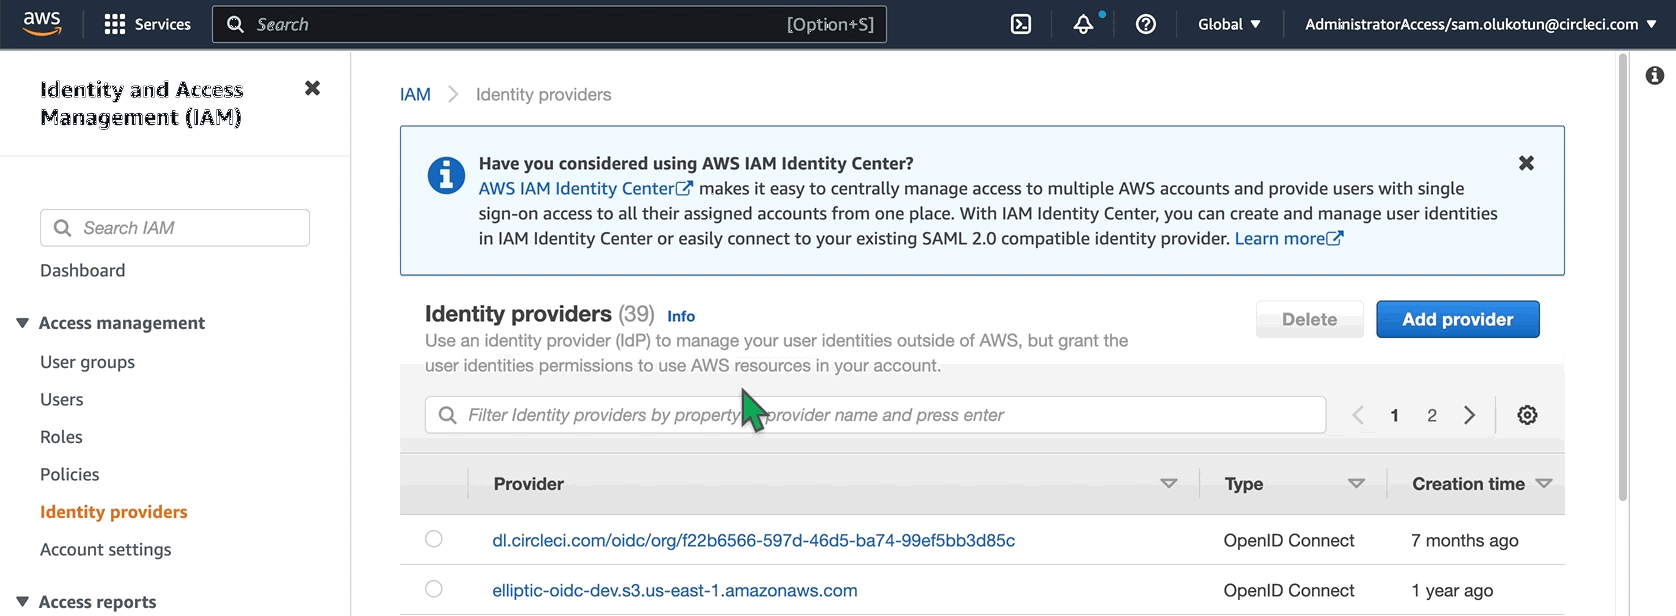 aws
Services
Search
[Option+S]
Global
AdministratorAccess/sam.olukotun@circleci.com
Identity and Access
Management (IAM)
Search IAM
Dashboard
Access management
User groups
Users
Roles
Policies
Identity providers
Account settings
Access reports
IAM
Identity providers
Have you considered using AWS IAM Identity Center?
AWS IAM Identity Center makes it easy to centrally manage access to multiple AWS accounts and provide users with single
sign-on access to all their assigned accounts from one place. With IAM Identity Center, you can create and manage user identities
in IAM Identity Center or easily connect to your existing SAML 2.0 compatible identity provider. Learn more
Identity providers (39) Info
Use an identity provider (IdP) to manage your user identities outside of AWS, but grant the
user identities permissions to use AWS resources in your account.
Delete
Add provider
Filter Identity providers by property provider name and press enter
1 2
Provider Type Creation time
dl.circleci.com/oidc/org/f22b6566-597d-46d5-ba74-99ef5bb3d85c OpenID Connect 7 months ago
elliptic-oidc-dev.s3.us-east-1.amazonaws.com OpenID Connect 1 year ago